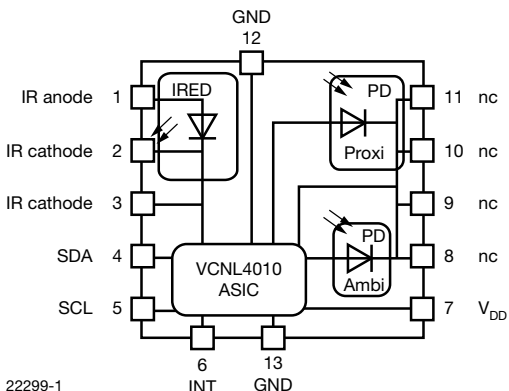 GND
12
IR anode 1
IRED
PD
11 nc
IR cathode 2
Proxi
10 nc
IR cathode 3
9 nc
PD
SDA 4
VCNL4010
ASIC
8 nc
Ambi
SCL 5
7 VDD
6
13
22299-1
INT
GND